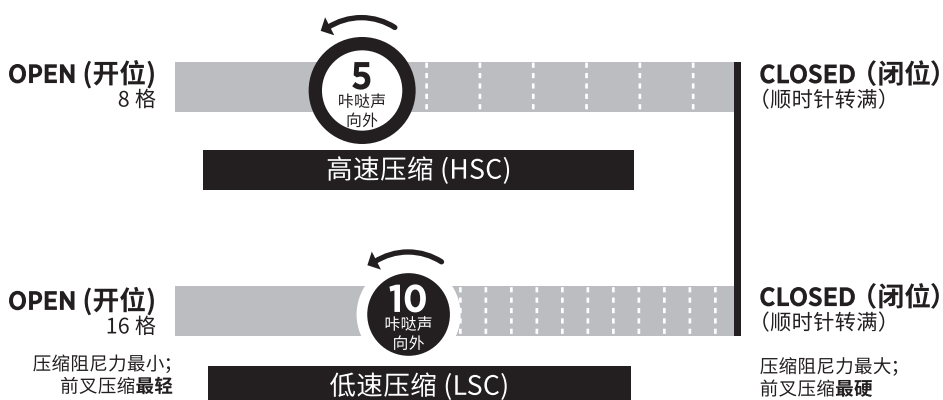 OPEN (开位)
8 格
5
咔哒声
向外
CLOSED (闭位)
(顺时针转满)
高速压缩 (HSC)
OPEN (开位)
16 格
10
咔哒声
向外
CLOSED (闭位)
(顺时针转满)
压缩阻尼力最小；
前叉压缩最轻
低速压缩 (LSC)
压缩阻尼力最大；
前叉压缩最硬